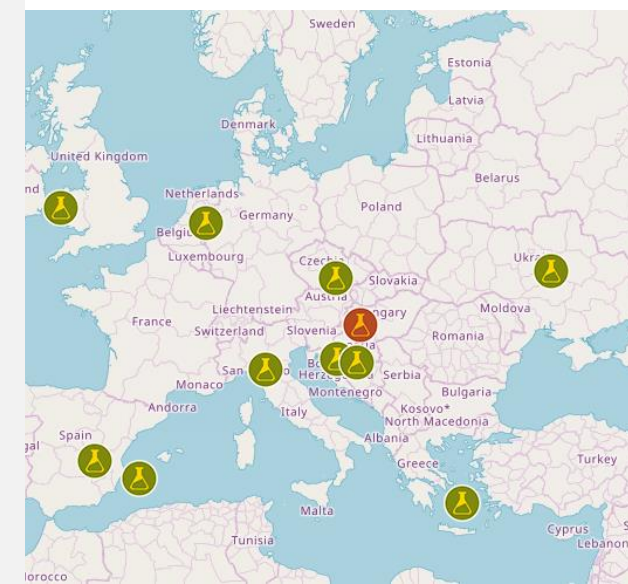 Sweden
Estonia
Latvia
Denmark
Lithuania
United Kingdom
Belarus
Netherlands
Poland
Germany
Luxembourg
Slovakia
Moldova
Liechtenstein
France
Switzerland
Slovenia
Romania
Monaco
Serbia
Montenegro
Bulgaria
Andorra
Kosovo*
Italy
North Macedonia
Albania
Spain
Greece
Turkey
Malta
Cyprus
Tunisia
Lebanon